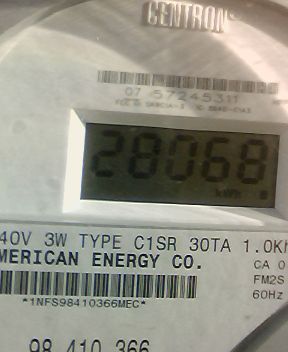 CENTRON
07 57245311
28068
kWh
40V 3W TYPE C1SR 30TA 1.0Kh
MERICAN ENERGY CO.
CA 0
FM2S
60Hz
*1NFS98410366MEC*
98 410 366